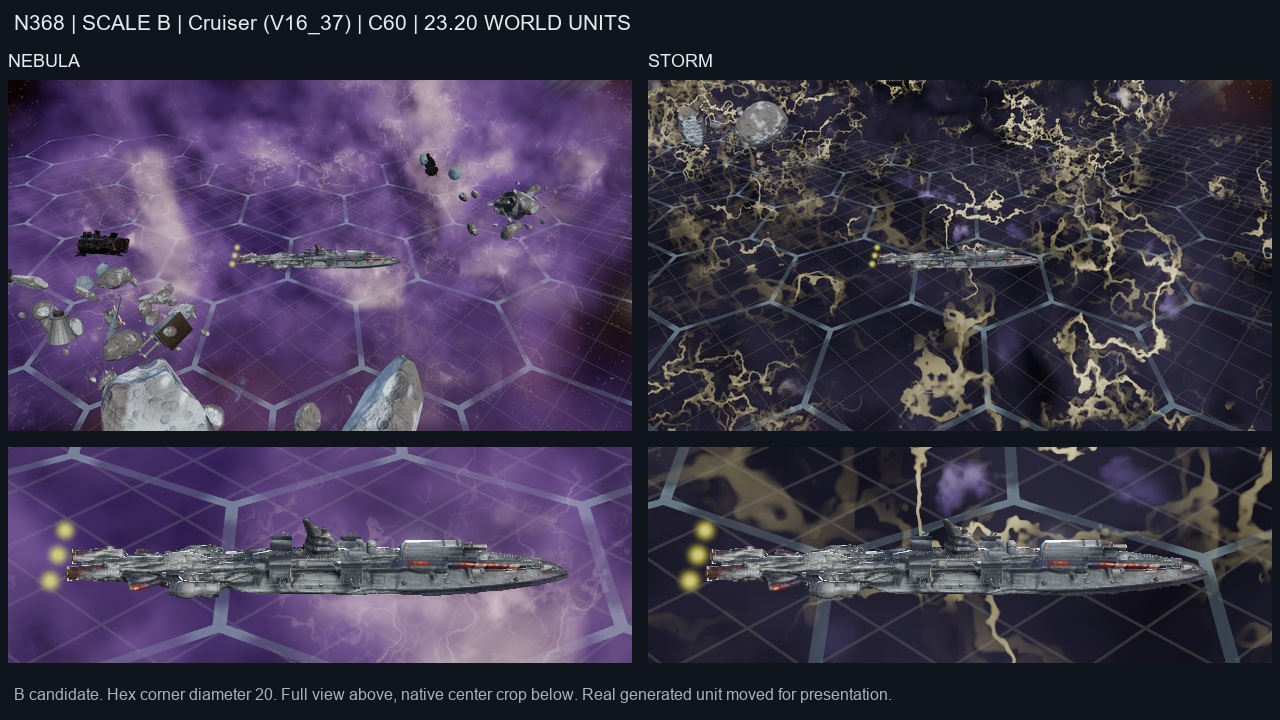 N368 | SCALE B | Cruiser (V16_37) | C60 | 23.20 WORLD UNITS
NEBULA
STORM
B candidate. Hex corner diameter 20. Full view above, native center crop below. Real generated unit moved for presentation.